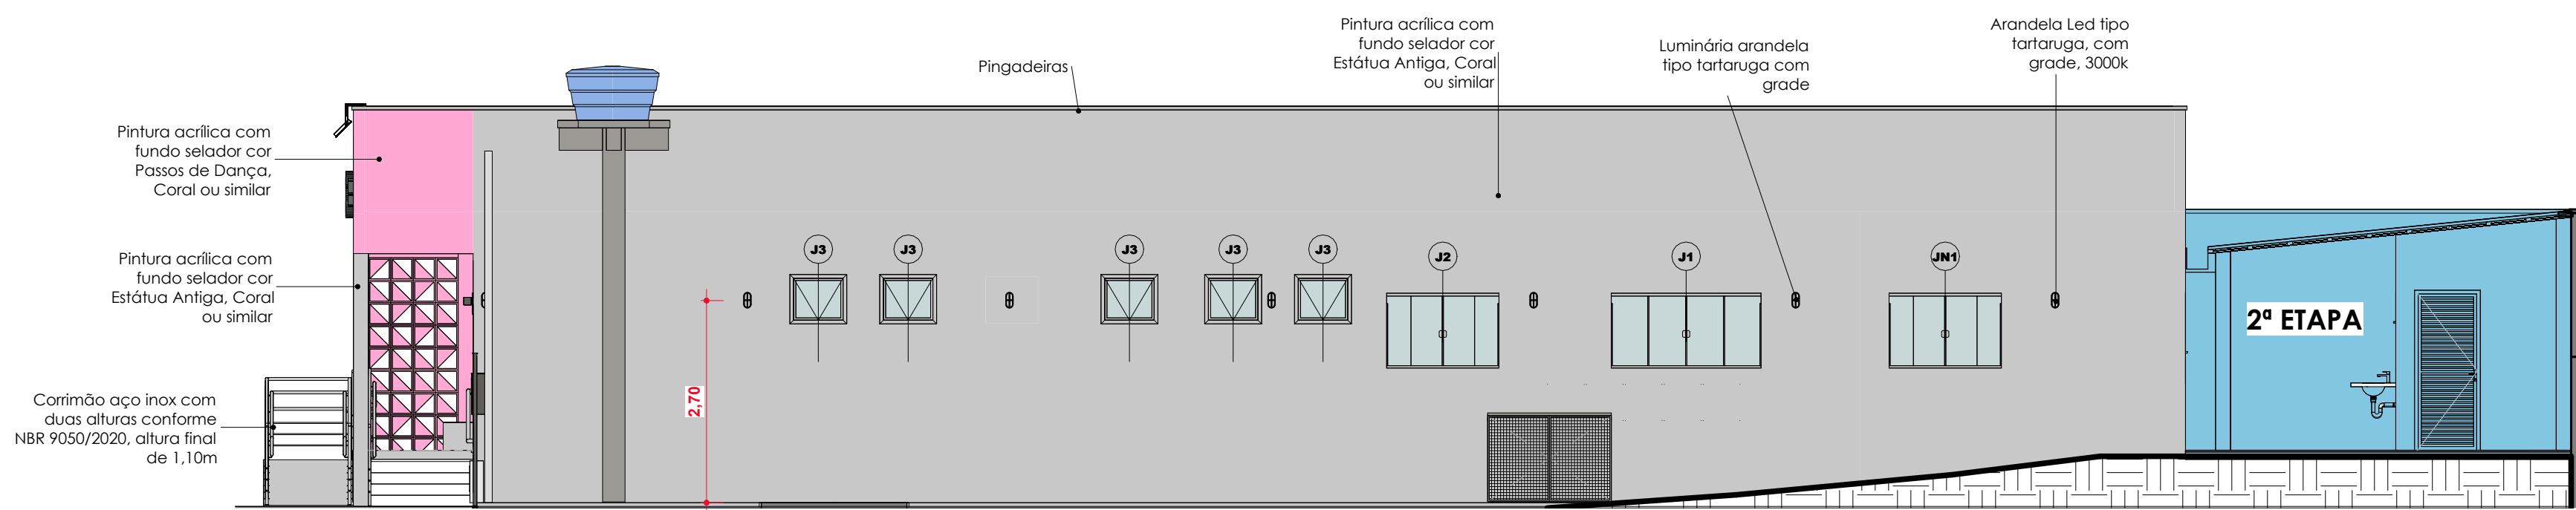 Pintura acrílica com
fundo selador cor
Passos de Dança,
Coral ou similar
Pintura acrílica com
fundo selador cor
Estátua Antiga, Coral
ou similar
Corrimão aço inox com
duas alturas conforme
NBR 9050/2020, altura final
de 1,10m
Pingadeiras
Pintura acrílica com
fundo selador cor
Estátua Antiga, Coral
ou similar
Luminária arandela
tipo tartaruga com
grade
Arandela Led tipo
tartaruga, com
grade, 3000k
J3
J3
J3
J3
J3
J2
J1
JN1
2,70
2ª ETAPA